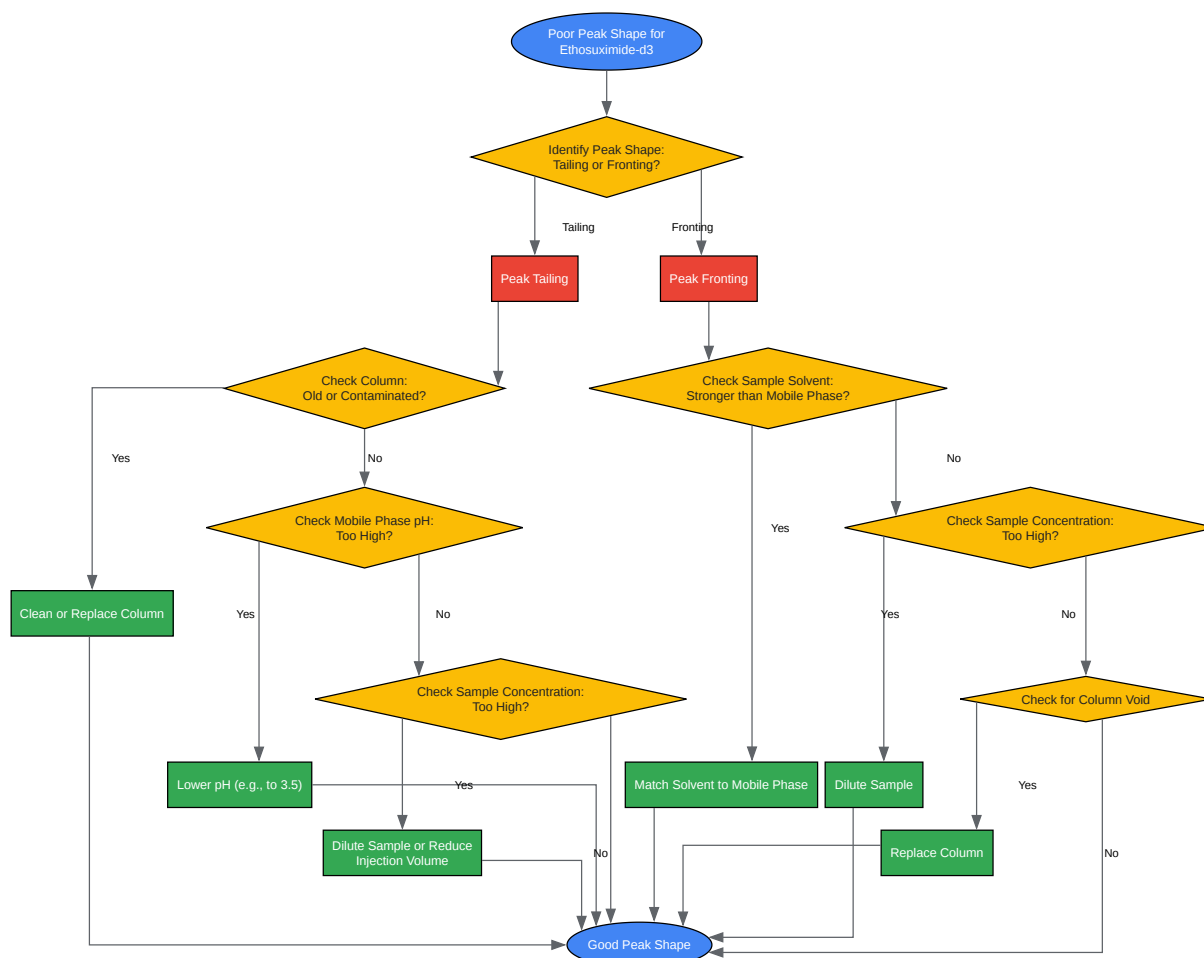 Poor Peak Shape for
Ethosuximide-d3
Identify Peak Shape:
Tailing or Fronting?
Tailing
Fronting
Peak Tailing
Peak Fronting
Check Column:
Old or Contaminated?
Check Sample Solvent:
Stronger than Mobile Phase?
Yes
No
No
Check Mobile Phase pH:
Too High?
Yes
Check Sample Concentration:
Too High?
Clean or Replace Column
Yes
No
Yes
No
Check Sample Concentration:
Too High?
Check for Column Void
Lower pH (e.g., to 3.5)
Yes
Match Solvent to Mobile Phase
Dilute Sample
Yes
Dilute Sample or Reduce
Injection Volume
No
Replace Column
No
Good Peak Shape